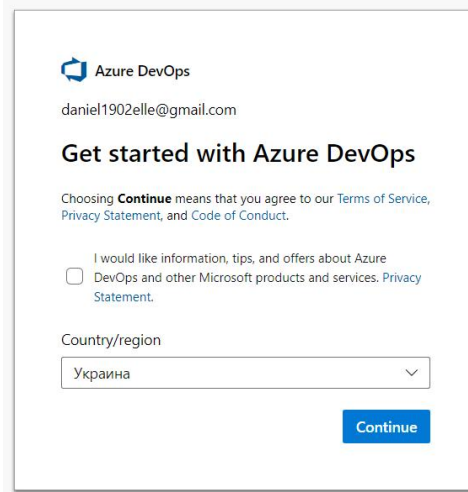 Azure DevOps
daniel1902elle@gmail.com
Get started with Azure DevOps
Choosing Continue means that you agree to our Terms of Service,
Privacy Statement, and Code of Conduct.
I would like information, tips, and offers about Azure
DevOps and other Microsoft products and services. Privacy
Statement.
Country/region
Украина
Continue